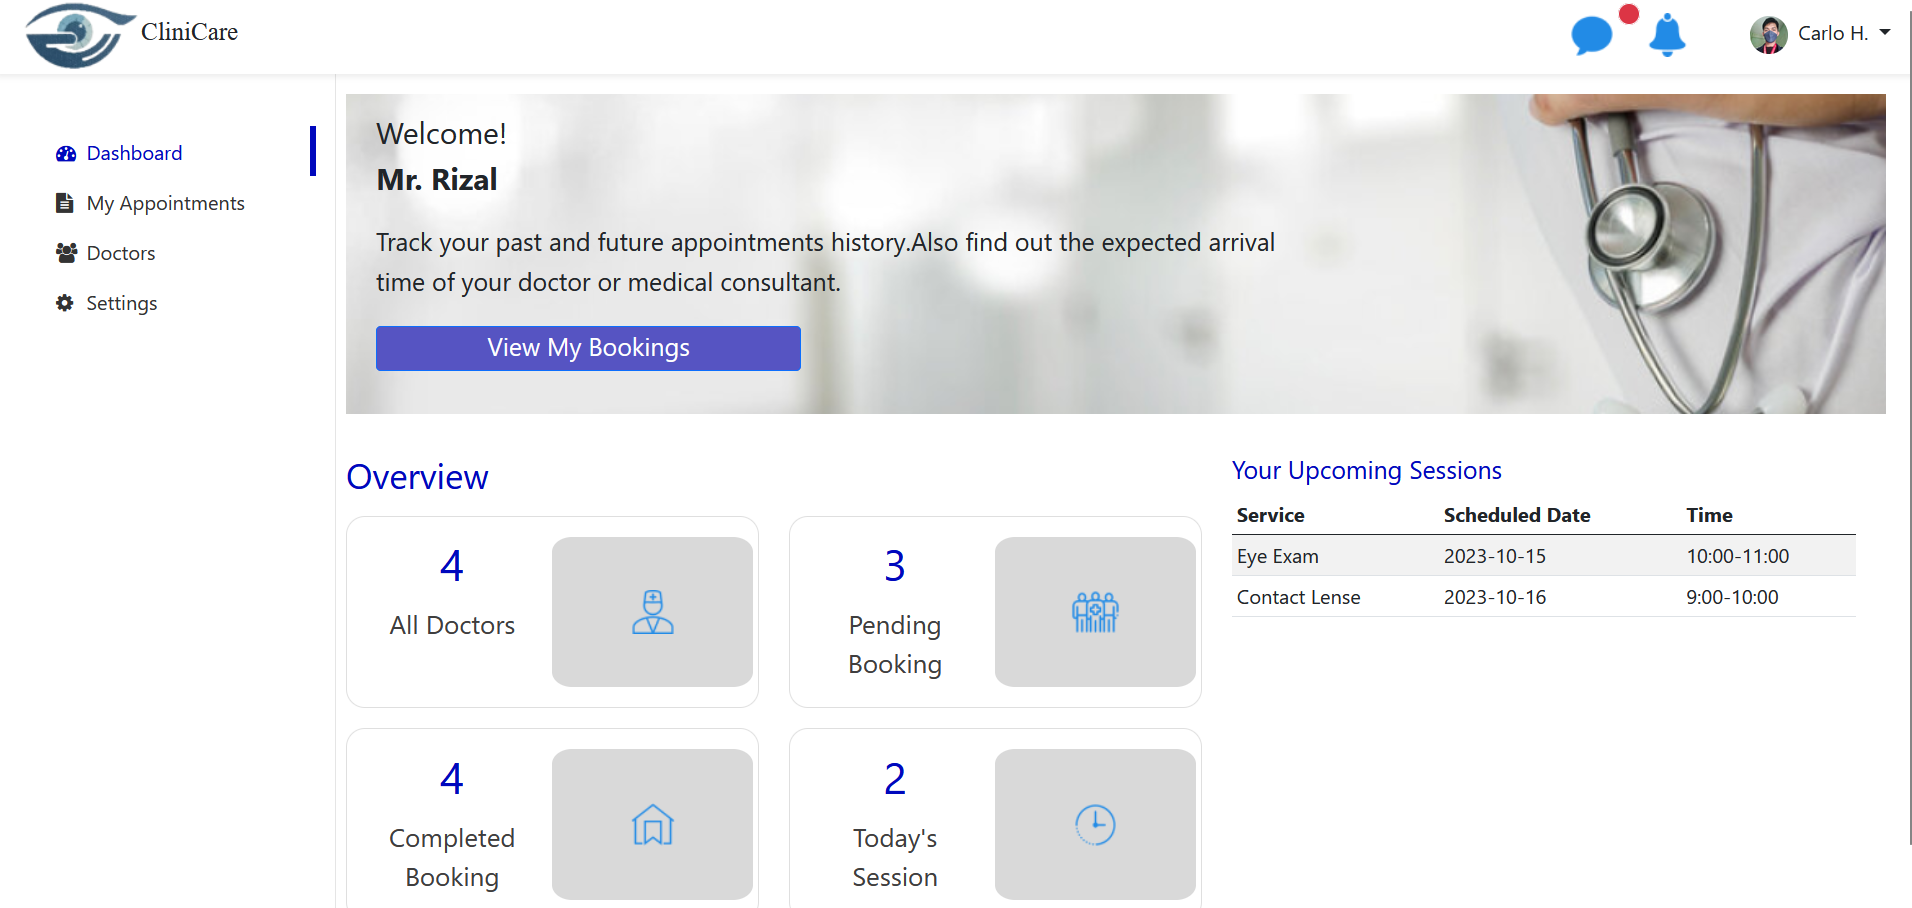 CliniCare
Carlo H.
Dashboard
My Appointments
Doctors
Settings
Welcome!
Mr. Rizal
Track your past and future appointments history.Also find out the expected arrival
time of your doctor or medical consultant.
View My Bookings
Overview
4
All Doctors
3
Pending
Booking
4
Completed
Booking
2
Today's
Session
Your Upcoming Sessions
Service Scheduled Date Time
Eye Exam 2023-10-15 10:00-11:00
Contact Lense 2023-10-16 9:00-10:00